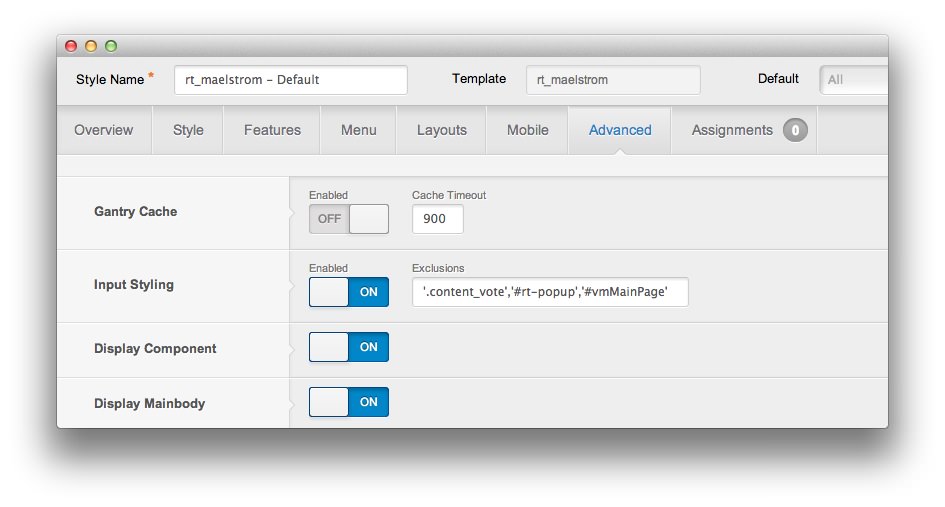 Style Name * rt_maelstrom - Default Template rt_maelstrom Default All
Overview Style Features Menu Layouts Mobile Advanced Assignments 0
Enabled Cache Timeout
Gantry Cache OFF 900
Enabled Exclusions
Input Styling ON '.content_vote','#rt-popup','#vmMainPage'
Display Component ON
Display Mainbody ON